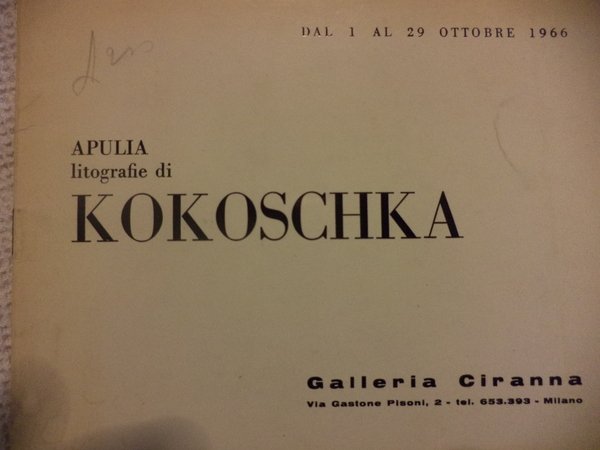 DAL 1 AL 29 OTTOBRE 1966
APULIA
litografie di
KOKOSCHKA
Galleria Ciranna
Via Gastone Pisoni, 2 - tel. 653.393 - Milano